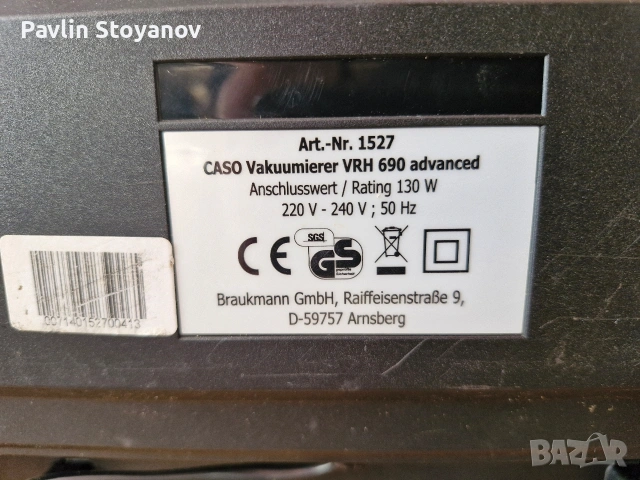 Pavlin Stoyanov
Art.-Nr. 1527
CASO Vakuumierer VRH 690 advanced
Anschlusswert / Rating 130 W
220 V - 240 V ; 50 Hz
CE
SGS
GS
Braukmann GmbH, Raiffeisenstraße 9,
D-59757 Arnsberg
007140152700413
BAZAR